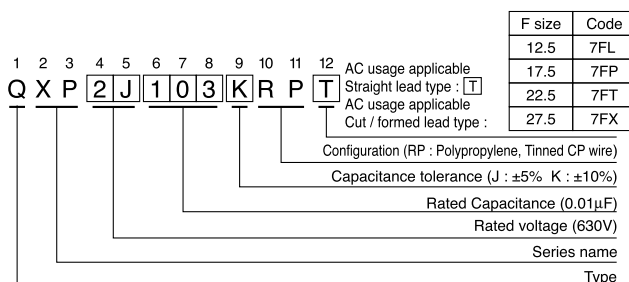 F size Code
12.5 7FL
17.5 7FP
22.5 7FT
27.5 7FX
1 2 3 4 5 6 7 8 9 10 11 12
Q X P 2 J 1 0 3 K R P T
AC usage applicable
Straight lead type : T
AC usage applicable
Cut / formed lead type :
Configuration (RP : Polypropylene, Tinned CP wire)
Capacitance tolerance (J : ±5% K : ±10%)
Rated Capacitance (0.01μF)
Rated voltage (630V)
Series name
Type